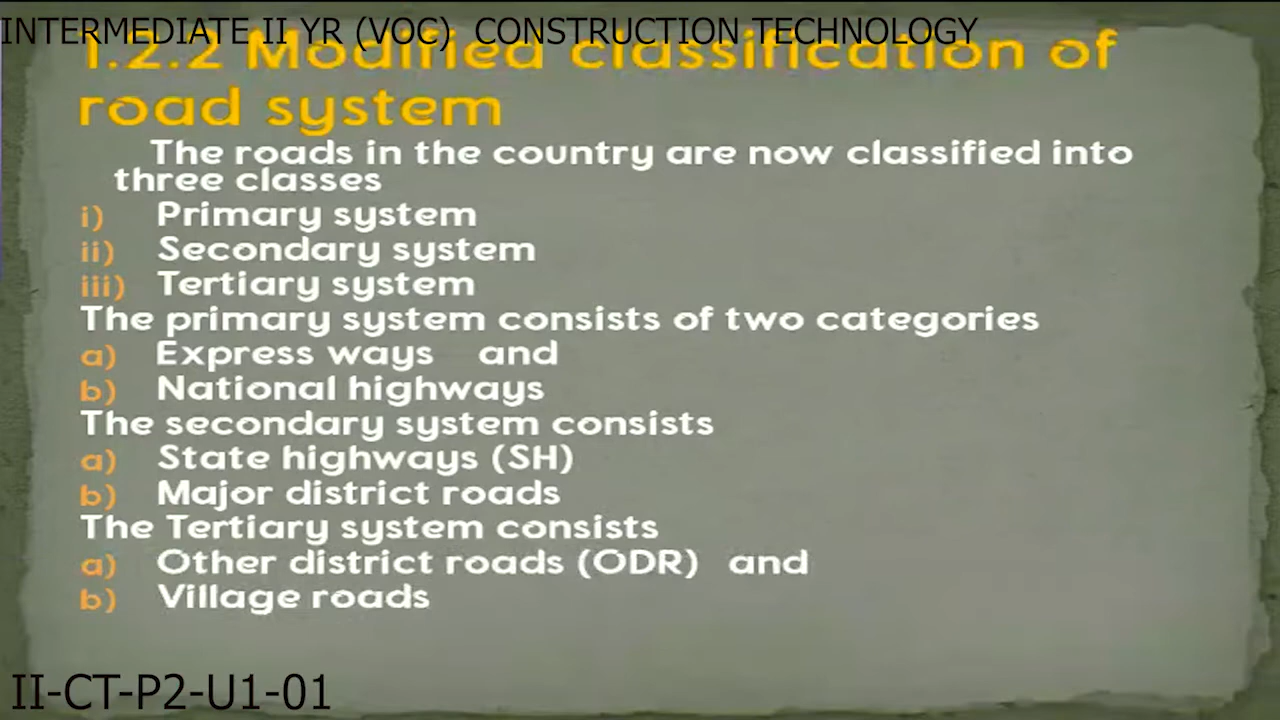 INTERMEDIATE II YR (VOC) CONSTRUCTION TECHNOLOGY
1.2.2 Modified classification of
road system
The roads in the country are now classified into
three classes
i) Primary system
ii) Secondary system
iii) Tertiary system
The primary system consists of two categories
a) Express ways and
b) National highways
The secondary system consists
a) State highways (SH)
b) Major district roads
The Tertiary system consists
a) Other district roads (ODR) and
b) Village roads
II-CT-P2-U1-01